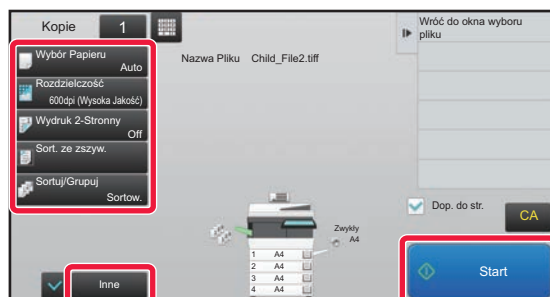 Kopie 1
Wróć do okna wyboru
pliku
Nazwa Pliku Child_File2.tiff
Wybór Papieru
Auto
Rozdzielczość
600dpi (Wysoka Jakość)
Wydruk 2-Stronny
Off
Sort. ze zszyw.
Sortuj/Grupuj
Sortow.
Inne
Zwykły
A4
1 A4
2 A4
3 A4
4 A4
Dop. do str.
CA
Start